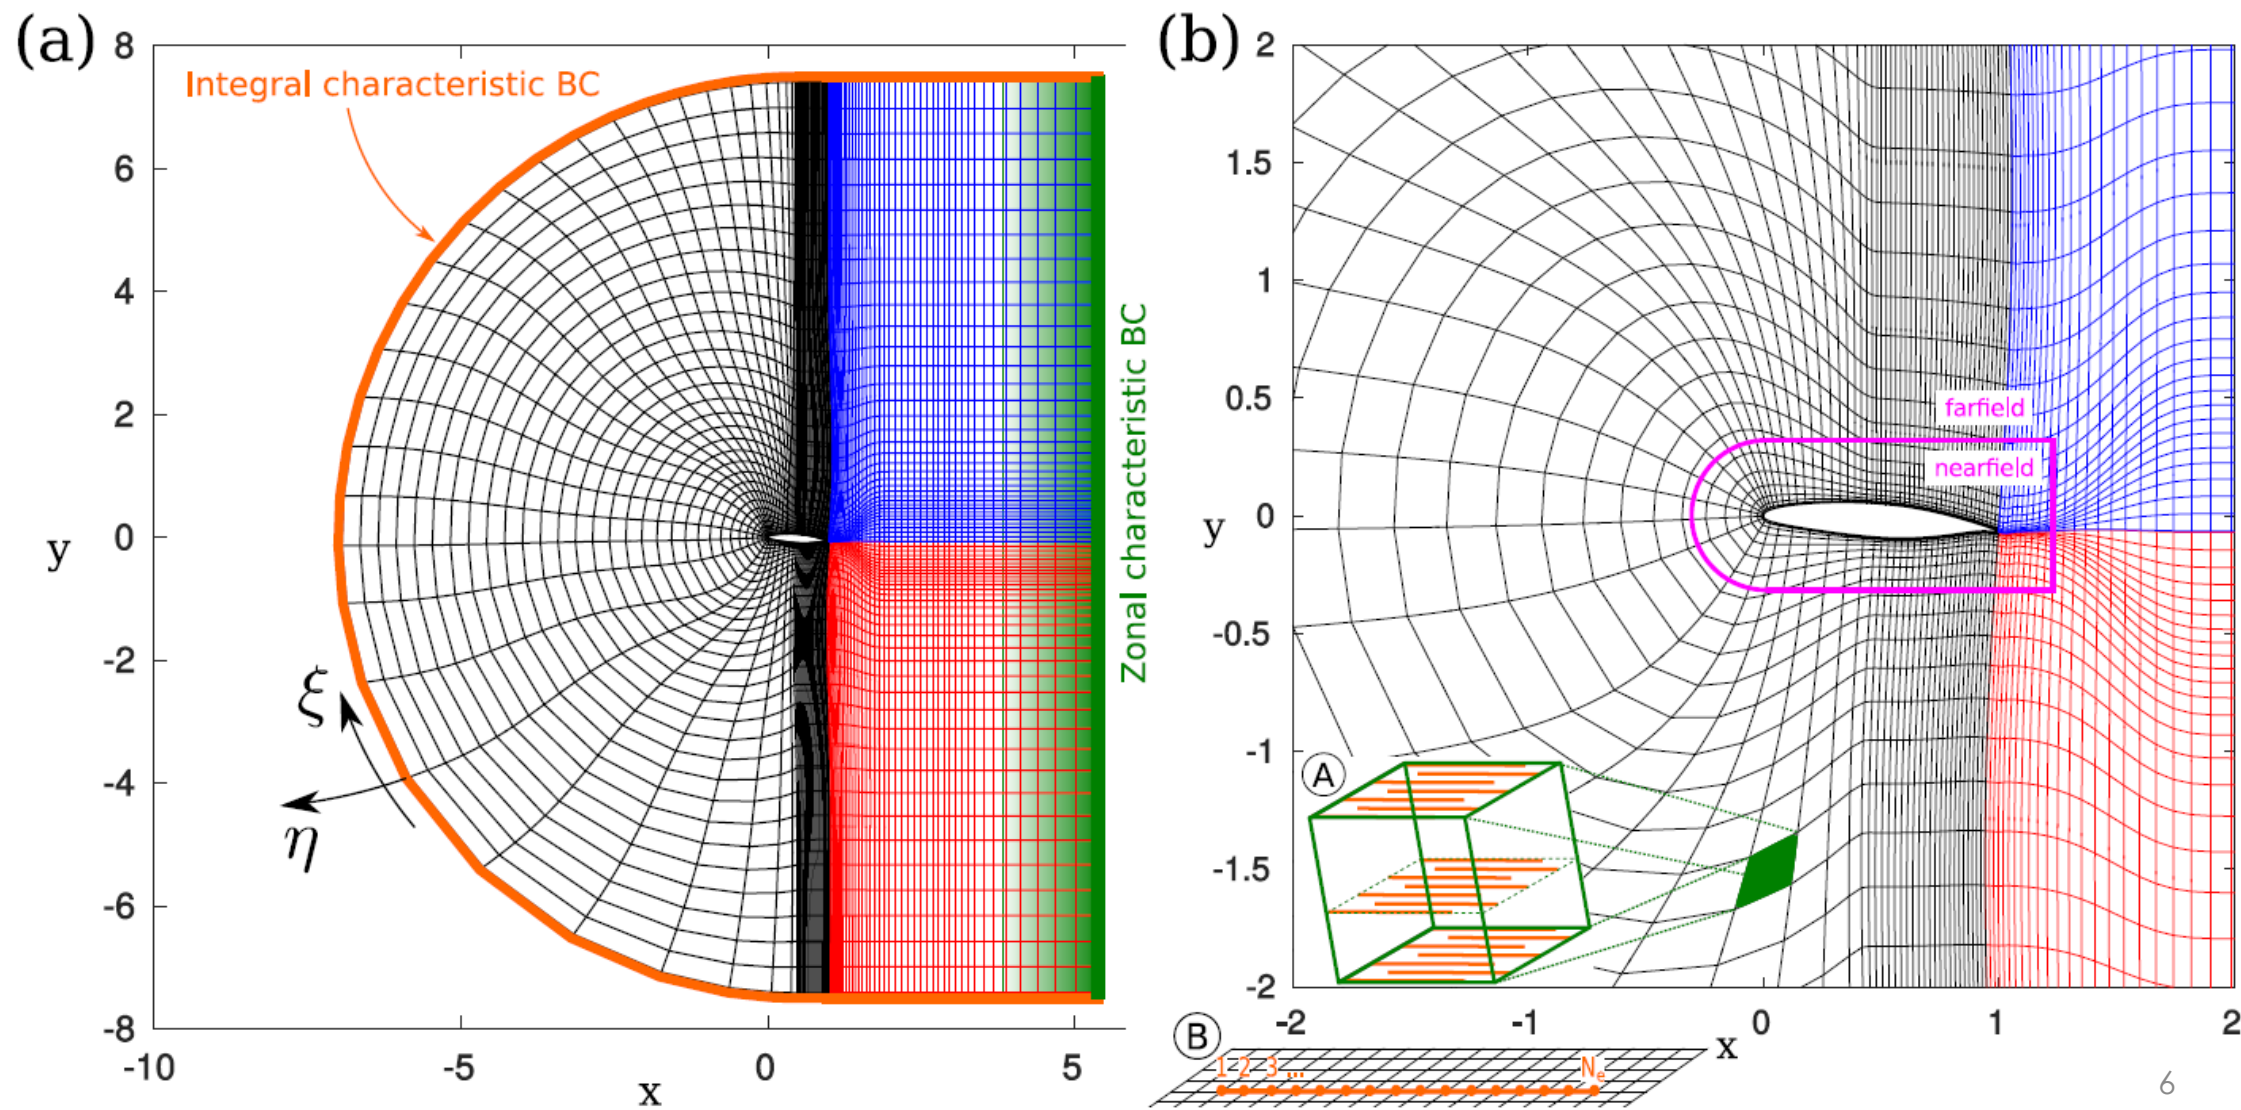 (a)
8
6
4
2
0
-2
-4
-6
-8
y
-10
-5
0
5
x
Integral characteristic BC
Zonal characteristic BC
ξ
η
(b)
2
1.5
1
0.5
0
-0.5
-1
-1.5
-2
y
-2
-1
0
1
2
x
farfield
nearfield
A
B
1 2 3 ... Ne
6